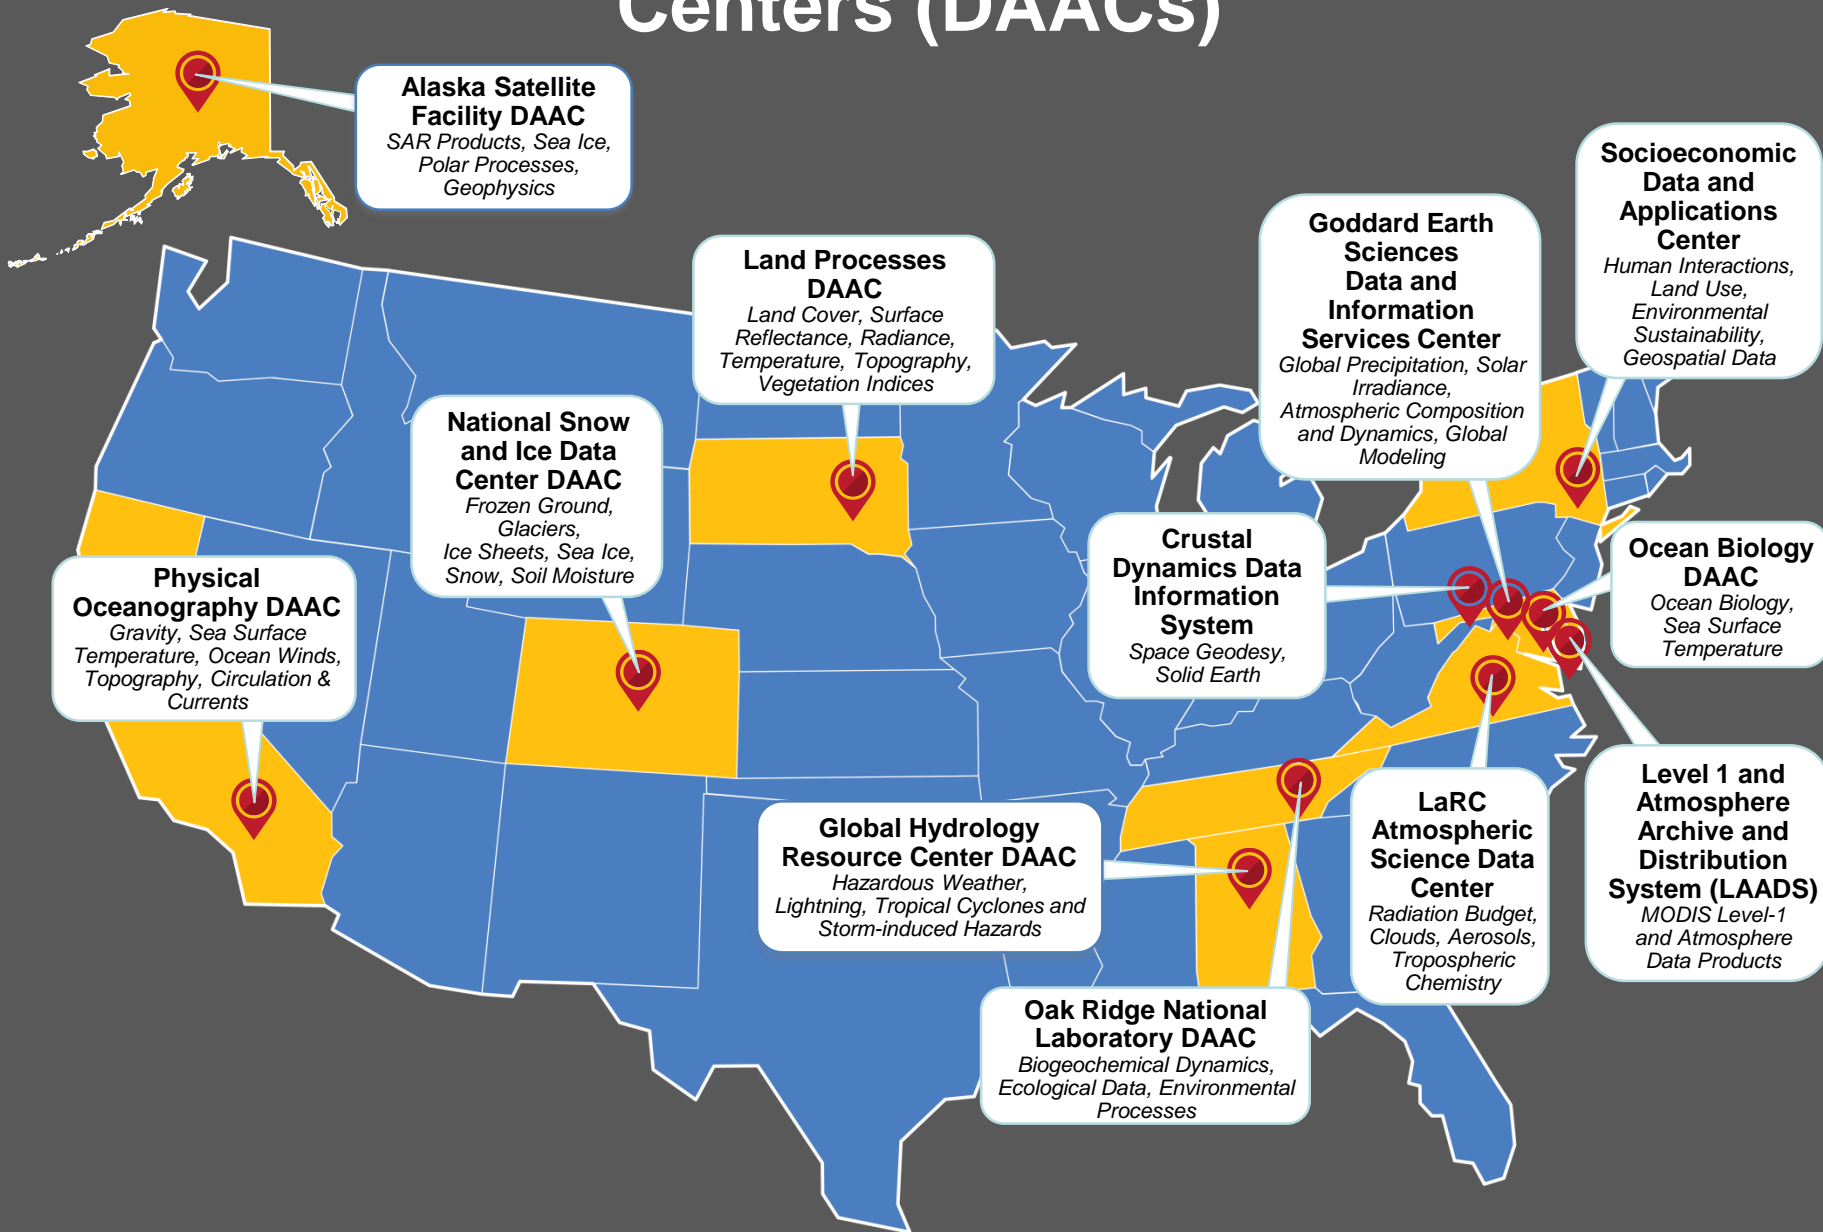 Centers (DAACs)
Alaska Satellite
Facility DAAC
SAR Products, Sea Ice,
Polar Processes,
Geophysics
Socioeconomic
Data and
Applications
Center
Human Interactions,
Land Use,
Environmental
Sustainability,
Geospatial Data
Goddard Earth
Sciences
Data and
Information
Services Center
Global Precipitation, Solar
Irradiance,
Atmospheric Composition
and Dynamics, Global
Modeling
Land Processes
DAAC
Land Cover, Surface
Reflectance, Radiance,
Temperature, Topography,
Vegetation Indices
National Snow
and Ice Data
Center DAAC
Frozen Ground,
Glaciers,
Ice Sheets, Sea Ice,
Snow, Soil Moisture
Crustal
Dynamics Data
Information
System
Space Geodesy,
Solid Earth
Ocean Biology
DAAC
Ocean Biology,
Sea Surface
Temperature
Physical
Oceanography DAAC
Gravity, Sea Surface
Temperature, Ocean Winds,
Topography, Circulation &
Currents
Global Hydrology
Resource Center DAAC
Hazardous Weather,
Lightning, Tropical Cyclones and
Storm-induced Hazards
LaRC
Atmospheric
Science Data
Center
Radiation Budget,
Clouds, Aerosols,
Tropospheric
Chemistry
Level 1 and
Atmosphere
Archive and
Distribution
System (LAADS)
MODIS Level-1
and Atmosphere
Data Products
Oak Ridge National
Laboratory DAAC
Biogeochemical Dynamics,
Ecological Data, Environmental
Processes